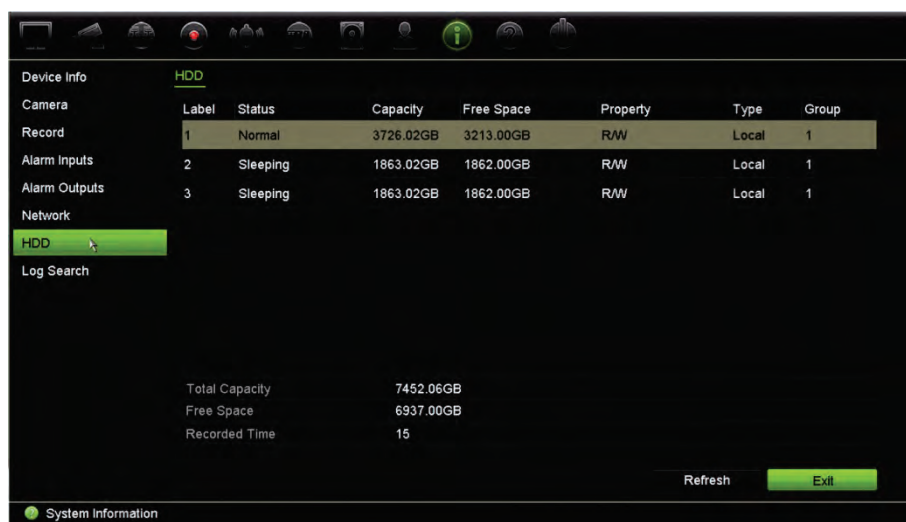 Device Info
HDD
Camera
Label Status Capacity Free Space Property Type Group
Record
1 Normal 3726.02GB 3213.00GB R/W Local 1
Alarm Inputs
2 Sleeping 1863.02GB 1862.00GB R/W Local 1
Alarm Outputs
3 Sleeping 1863.02GB 1862.00GB R/W Local 1
Network
HDD
Log Search
Total Capacity 7452.06GB
Free Space 6937.00GB
Recorded Time 15
Refresh Exit
System Information